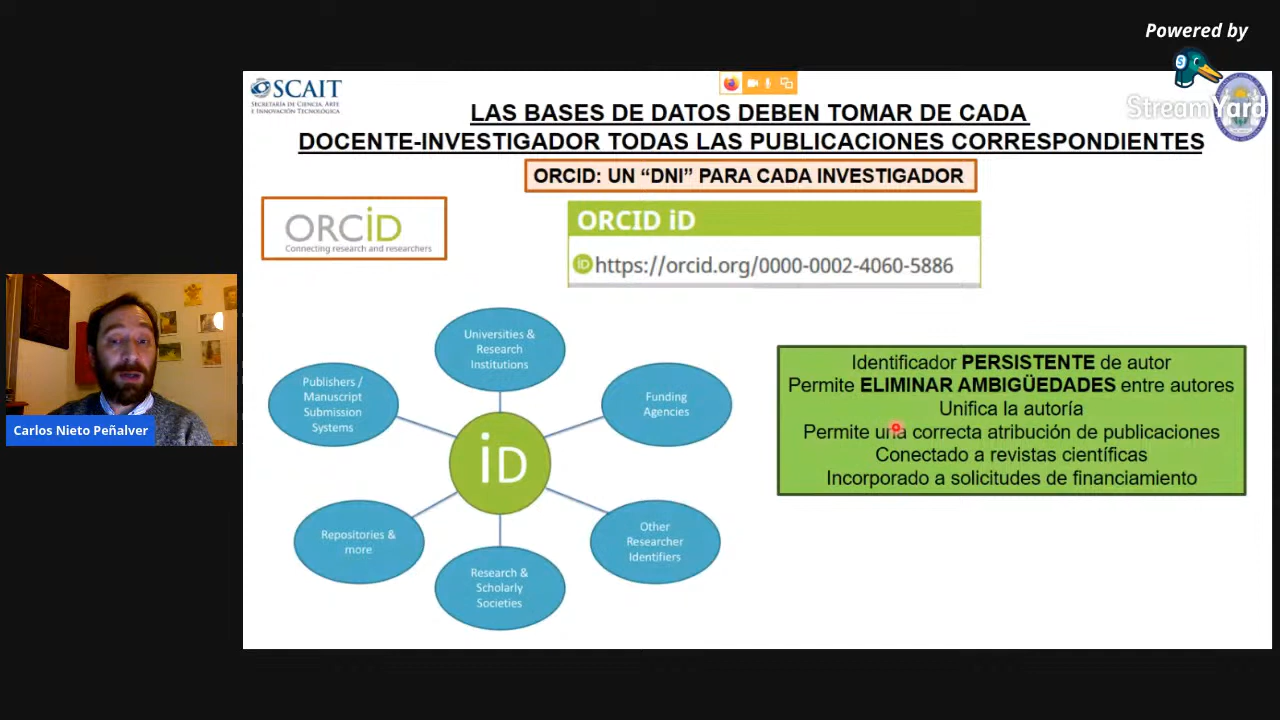 Powered by
StreamYard
SCAIT
SECRETARÍA DE CIENCIA, ARTE
E INNOVACIÓN TECNOLÓGICA
LAS BASES DE DATOS DEBEN TOMAR DE CADA
DOCENTE-INVESTIGADOR TODAS LAS PUBLICACIONES CORRESPONDIENTES
ORCID: UN “DNI” PARA CADA INVESTIGADOR
ORCID
Connecting research and researchers
ORCID iD
iD https://orcid.org/0000-0002-4060-5886
Universities &
Research
Institutions
Publishers /
Manuscript
Submission
Systems
Funding
Agencies
iD
Repositories &
more
Other
Researcher
Identifiers
Research &
Scholarly
Societies
Identificador PERSISTENTE de autor
Permite ELIMINAR AMBIGÜEDADES entre autores
Unifica la autoría
Permite una correcta atribución de publicaciones
Conectado a revistas científicas
Incorporado a solicitudes de financiamiento
Carlos Nieto Peñalver